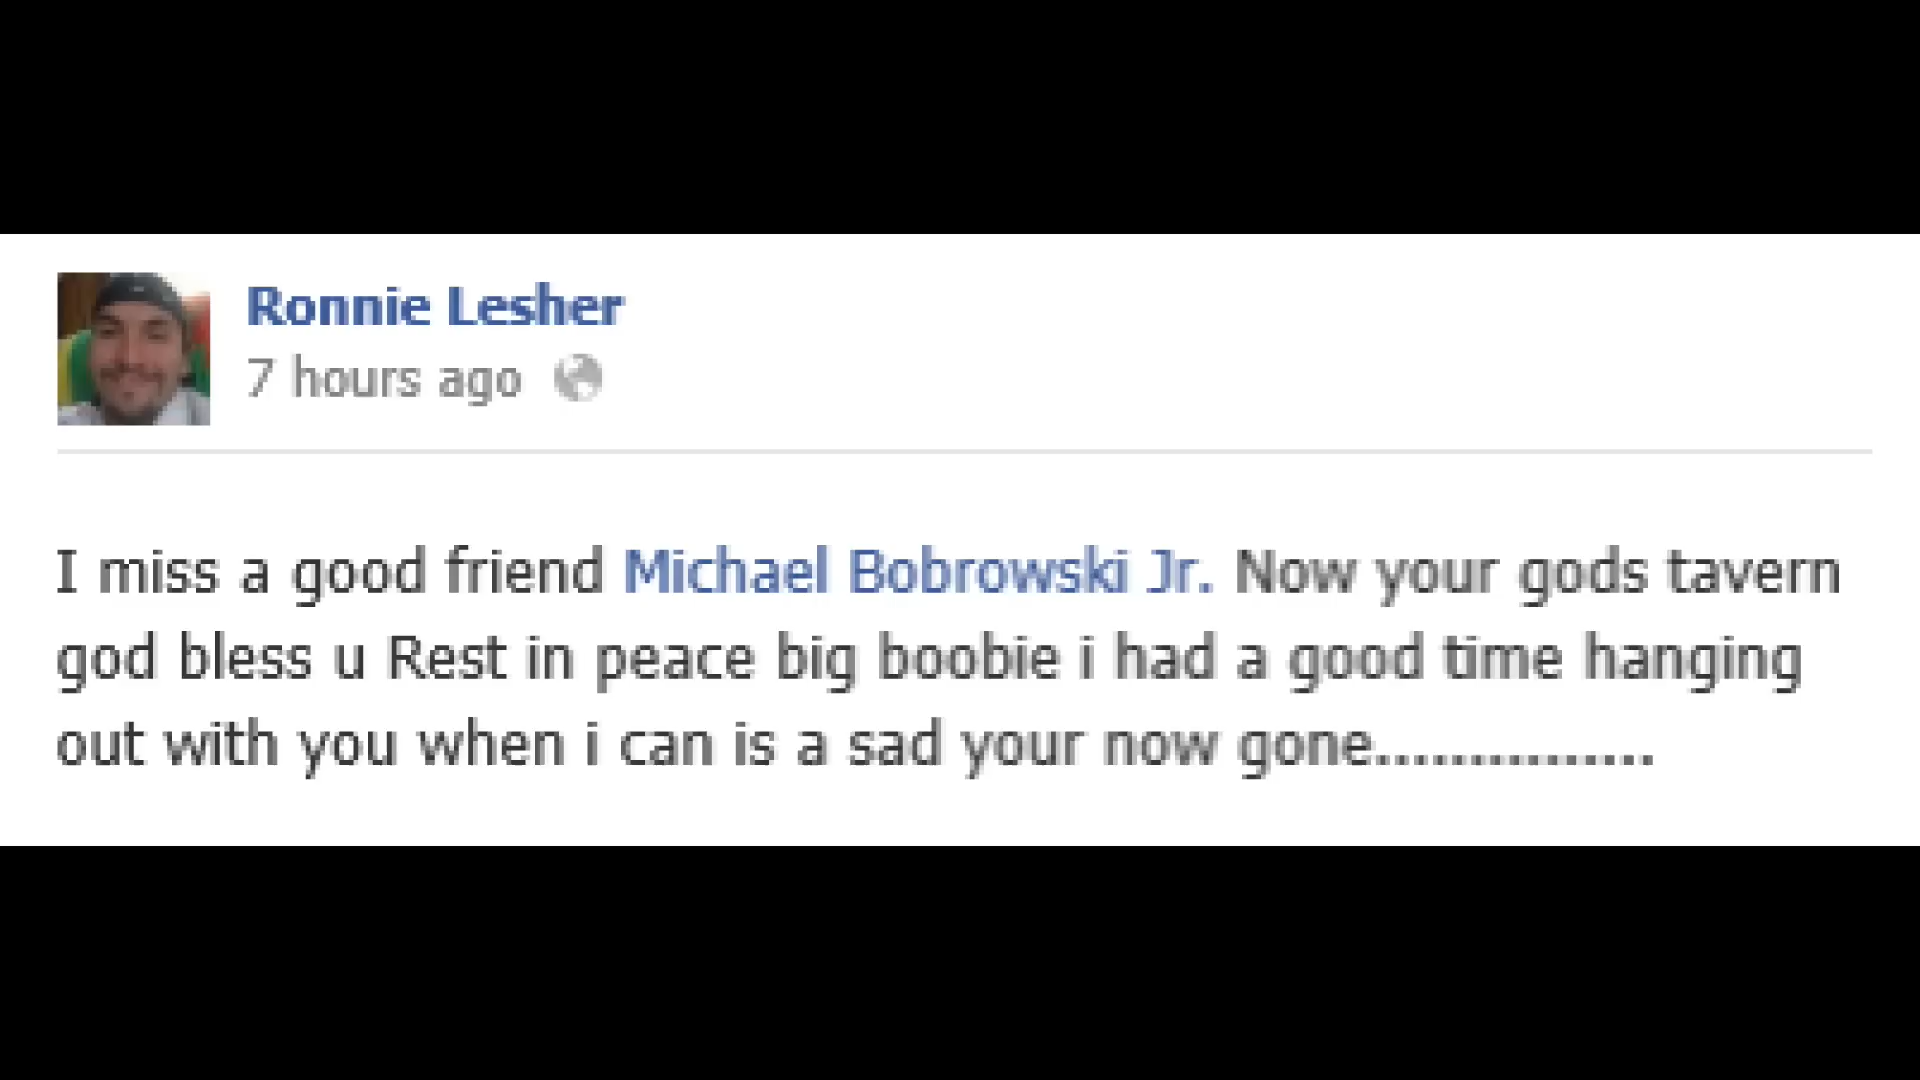 Ronnie Lesher
7 hours ago
I miss a good friend Michael Bobrowski Jr. Now your gods tavern
god bless u Rest in peace big boobie i had a good time hanging
out with you when i can is a sad your now gone...............